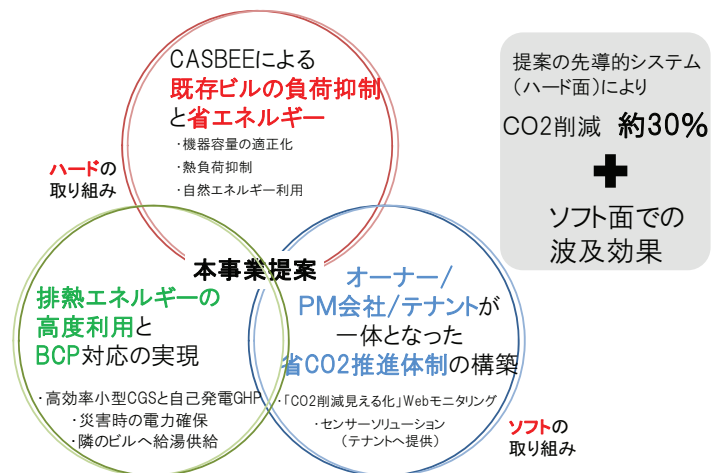 CASBEEによる
既存ビルの負荷抑制
と省エネルギー
・機器容量の適正化
・熱負荷抑制
・自然エネルギー利用
ハードの
取り組み
提案の先導的システム
（ハード面）により
CO2削減 約30%
+
ソフト面での
波及効果
本事業提案
排熱エネルギーの
高度利用と
BCP対応の実現
・高効率小型CGSと自己発電GHP
・災害時の電力確保
・隣のビルへ給湯供給
オーナー/
PM会社/テナントが
一体となった
省CO2推進体制の構築
・「CO2削減見える化」Webモニタリング
・センサーソリューション
（テナントへ提供）
ソフトの
取り組み